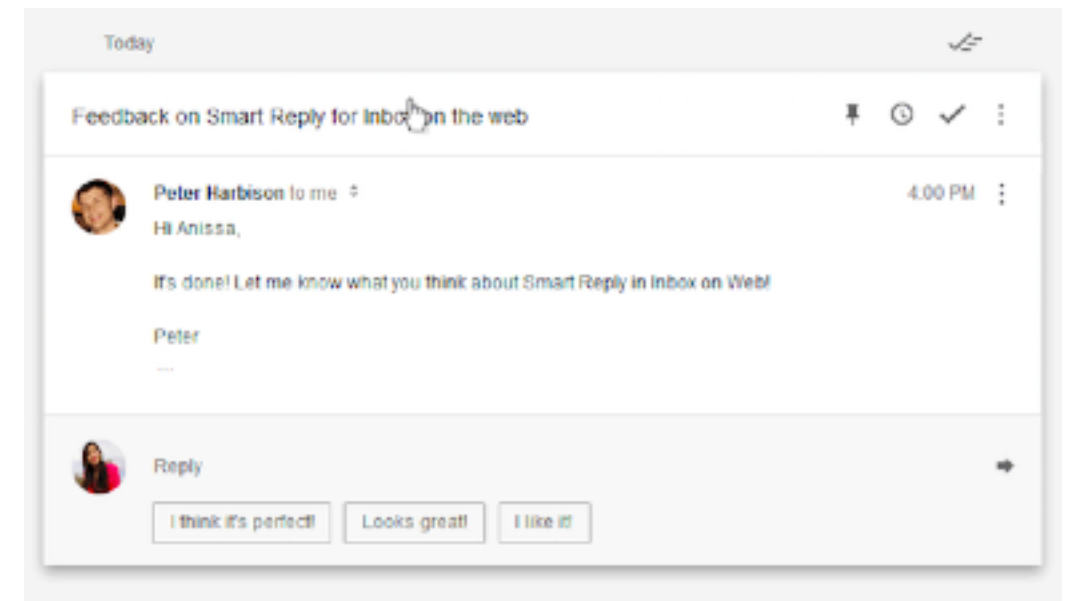 Today
Feedback on Smart Reply for Inbox on the web
Peter Harbison to me
4:00 PM
Hi Anissa,
It's done! Let me know what you think about Smart Reply in Inbox on Web!
Peter
...
Reply
I think it's perfect!
Looks great!
I like it!